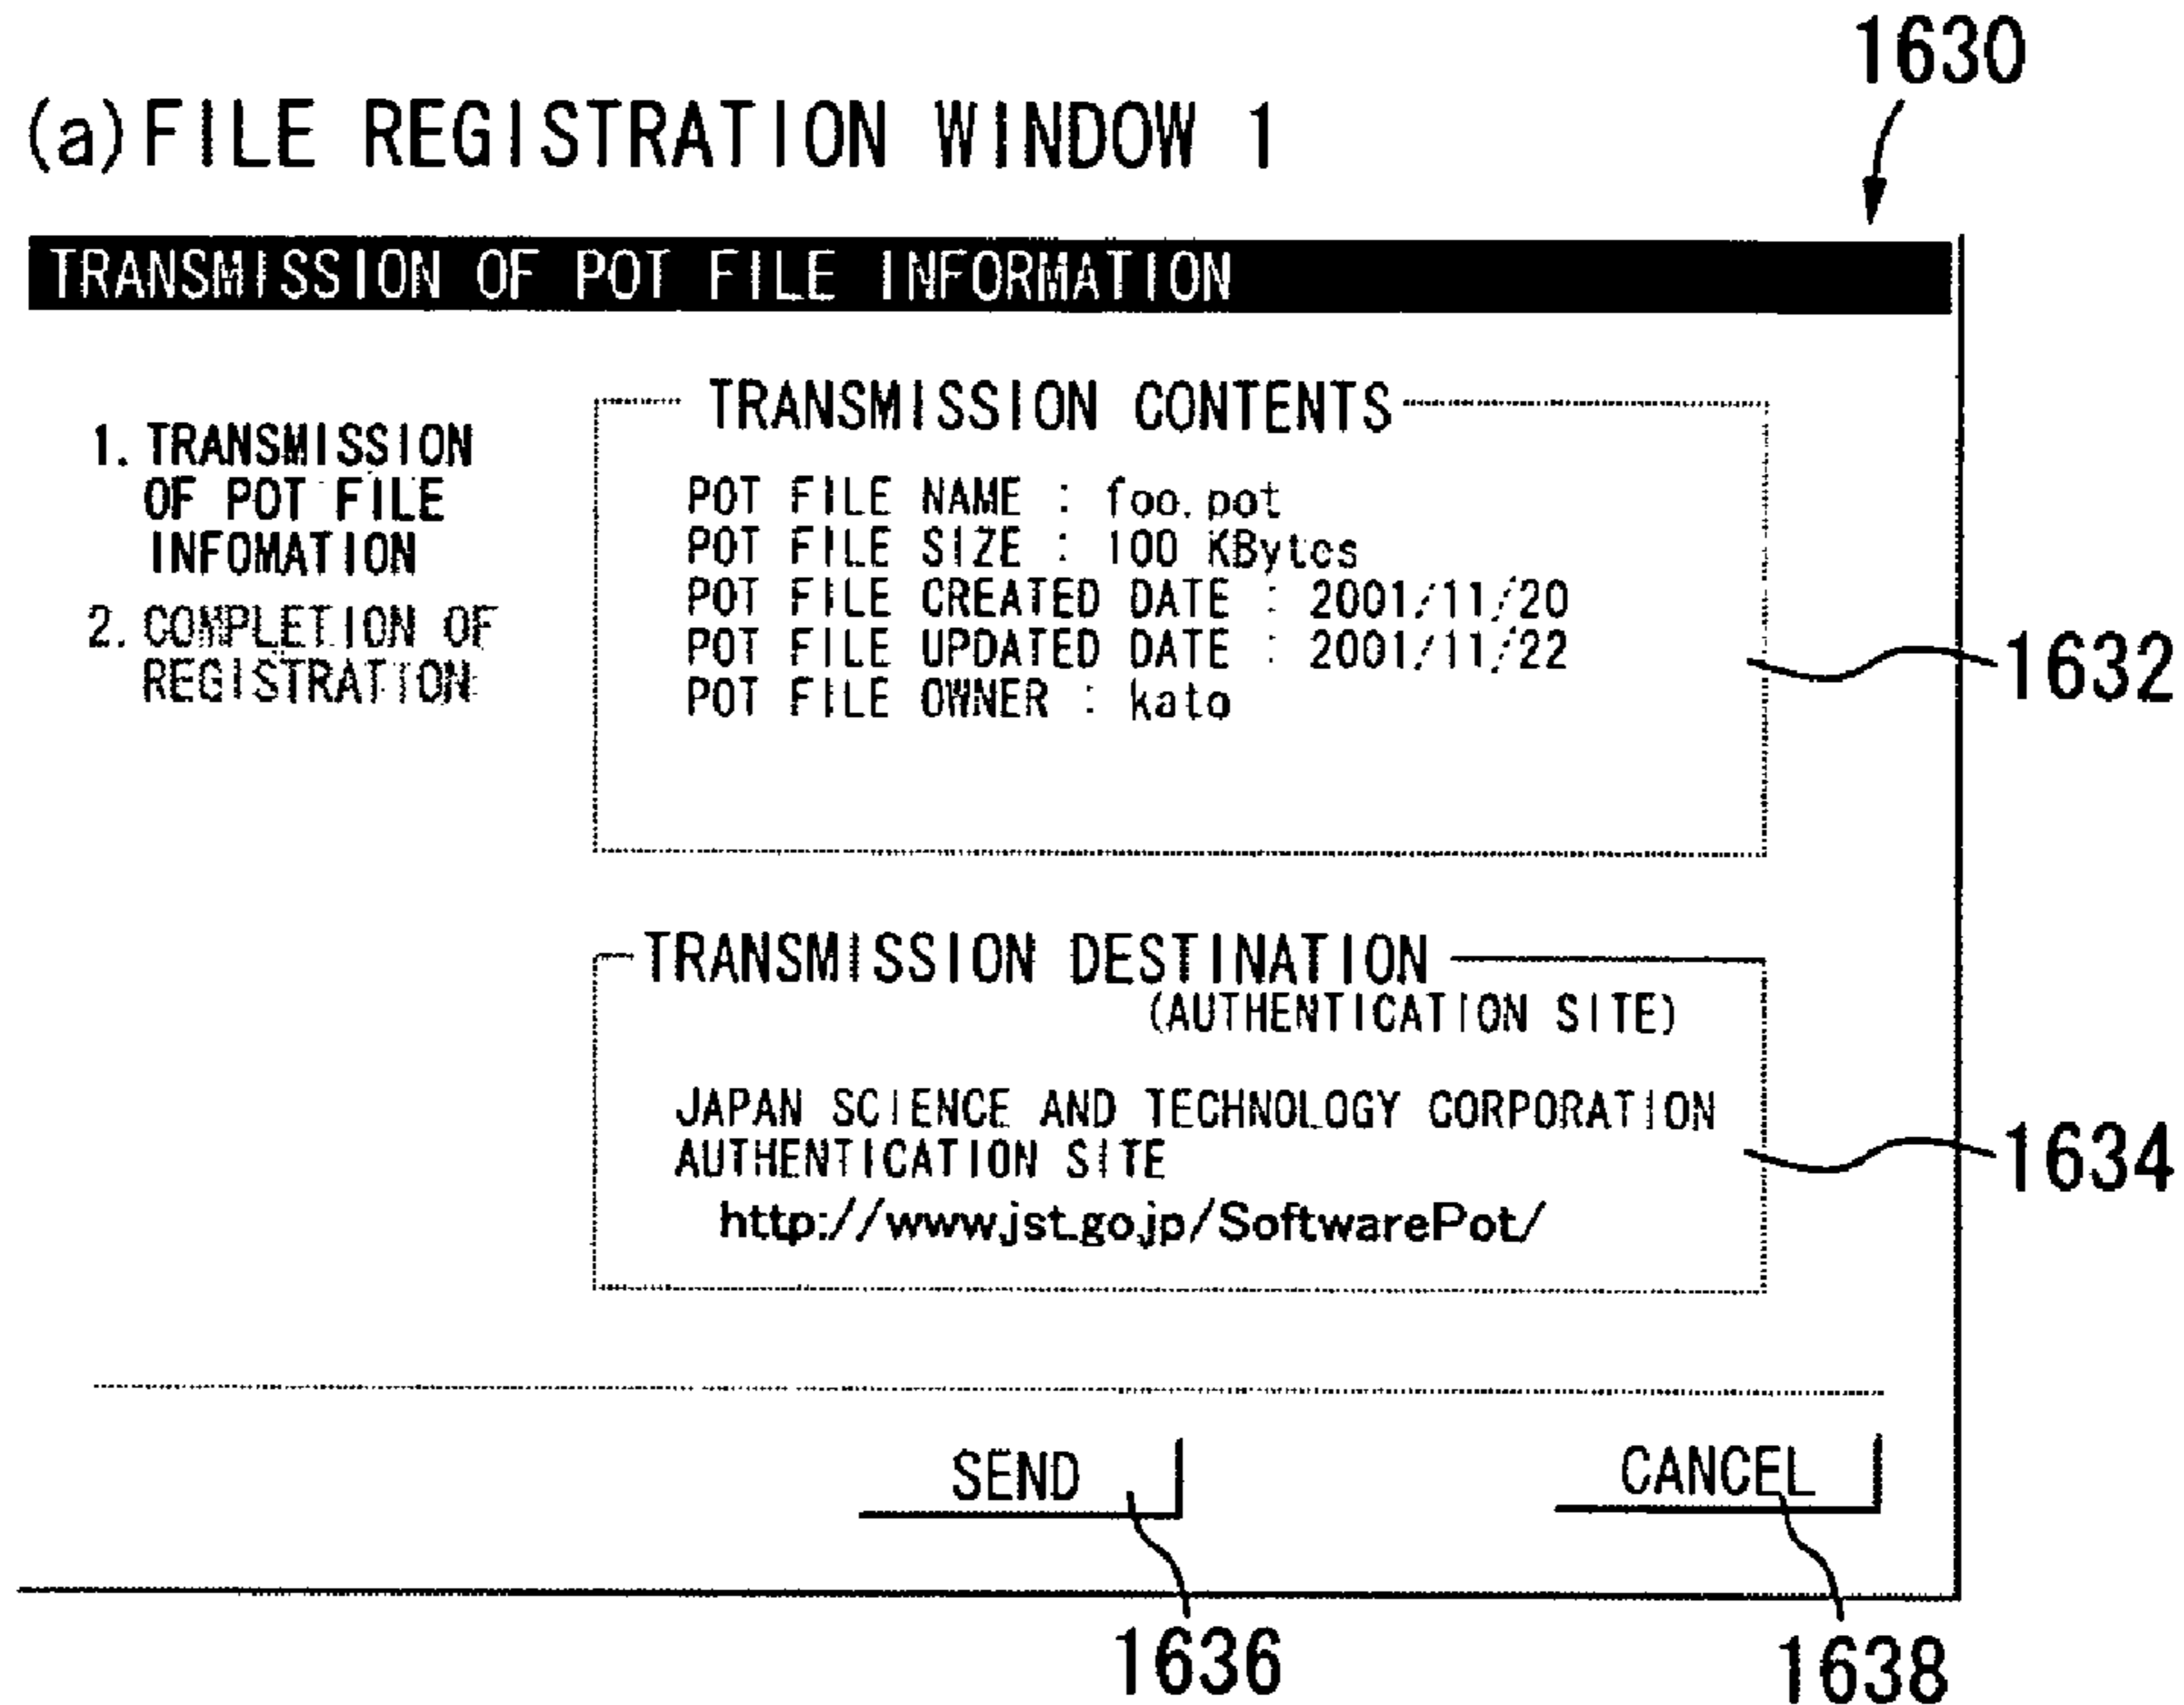 1630
(a) FILE REGISTRATION WINDOW 1
TRANSMISSION OF POT FILE INFORMATION
1. TRANSMISSION
OF POT FILE
INFOMATION
2. COMPLETION OF
REGISTRATION
TRANSMISSION CONTENTS
POT FILE NAME : foo.pot
POT FILE SIZE : 100 KBytes
POT FILE CREATED DATE : 2001/11/20
POT FILE UPDATED DATE : 2001/11/22
POT FILE OWNER : kato
1632
TRANSMISSION DESTINATION
(AUTHENTICATION SITE)
JAPAN SCIENCE AND TECHNOLOGY CORPORATION
AUTHENTICATION SITE
http://www.jst.go.jp/SoftwarePot/
1634
SEND
CANCEL
1636
1638